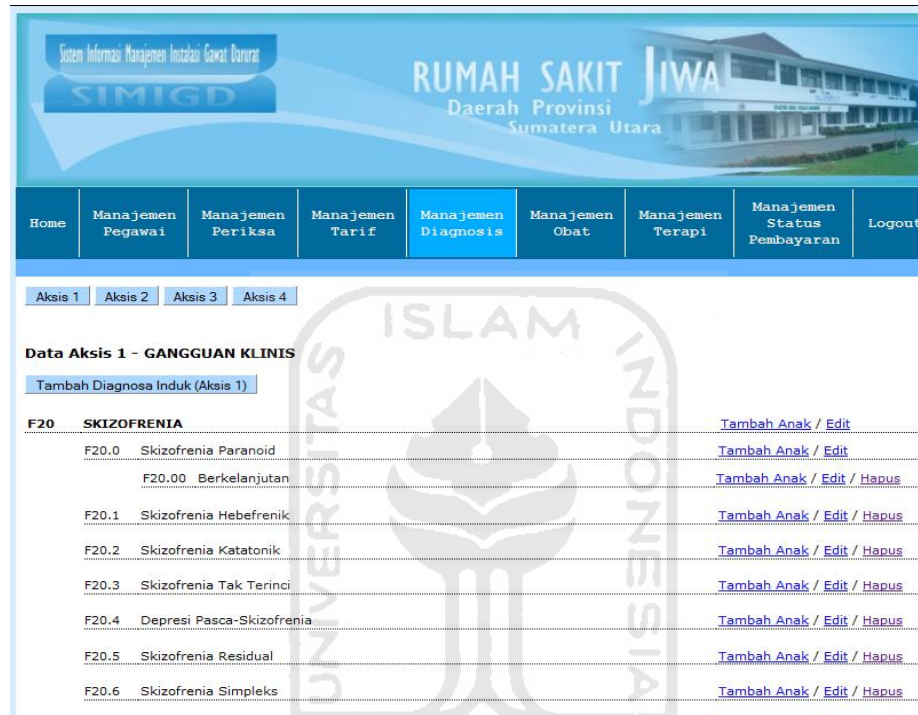 Sistem Informasi Manajemen Instalasi Gawat Darurat
SIMIGD
RUMAH SAKIT JIWA
Daerah Provinsi
Sumatera Utara
Home
Manajemen Pegawai
Manajemen Periksa
Manajemen Tarif
Manajemen Diagnosis
Manajemen Obat
Manajemen Terapi
Manajemen Status Pembayaran
Logout
Aksis 1 Aksis 2 Aksis 3 Aksis 4
Data Aksis 1 - GANGGUAN KLINIS
Tambah Diagnosa Induk (Aksis 1)
F20 SKIZOFRENIA Tambah Anak / Edit
F20.0 Skizofrenia Paranoid Tambah Anak / Edit
F20.00 Berkelanjutan Tambah Anak / Edit / Hapus
F20.1 Skizofrenia Hebefrenik Tambah Anak / Edit / Hapus
F20.2 Skizofrenia Katatonik Tambah Anak / Edit / Hapus
F20.3 Skizofrenia Tak Terinci Tambah Anak / Edit / Hapus
F20.4 Depresi Pasca-Skizofrenia Tambah Anak / Edit / Hapus
F20.5 Skizofrenia Residual Tambah Anak / Edit / Hapus
F20.6 Skizofrenia Simpleks Tambah Anak / Edit / Hapus
UNIVERSITAS
ISLAM
INDONESIA